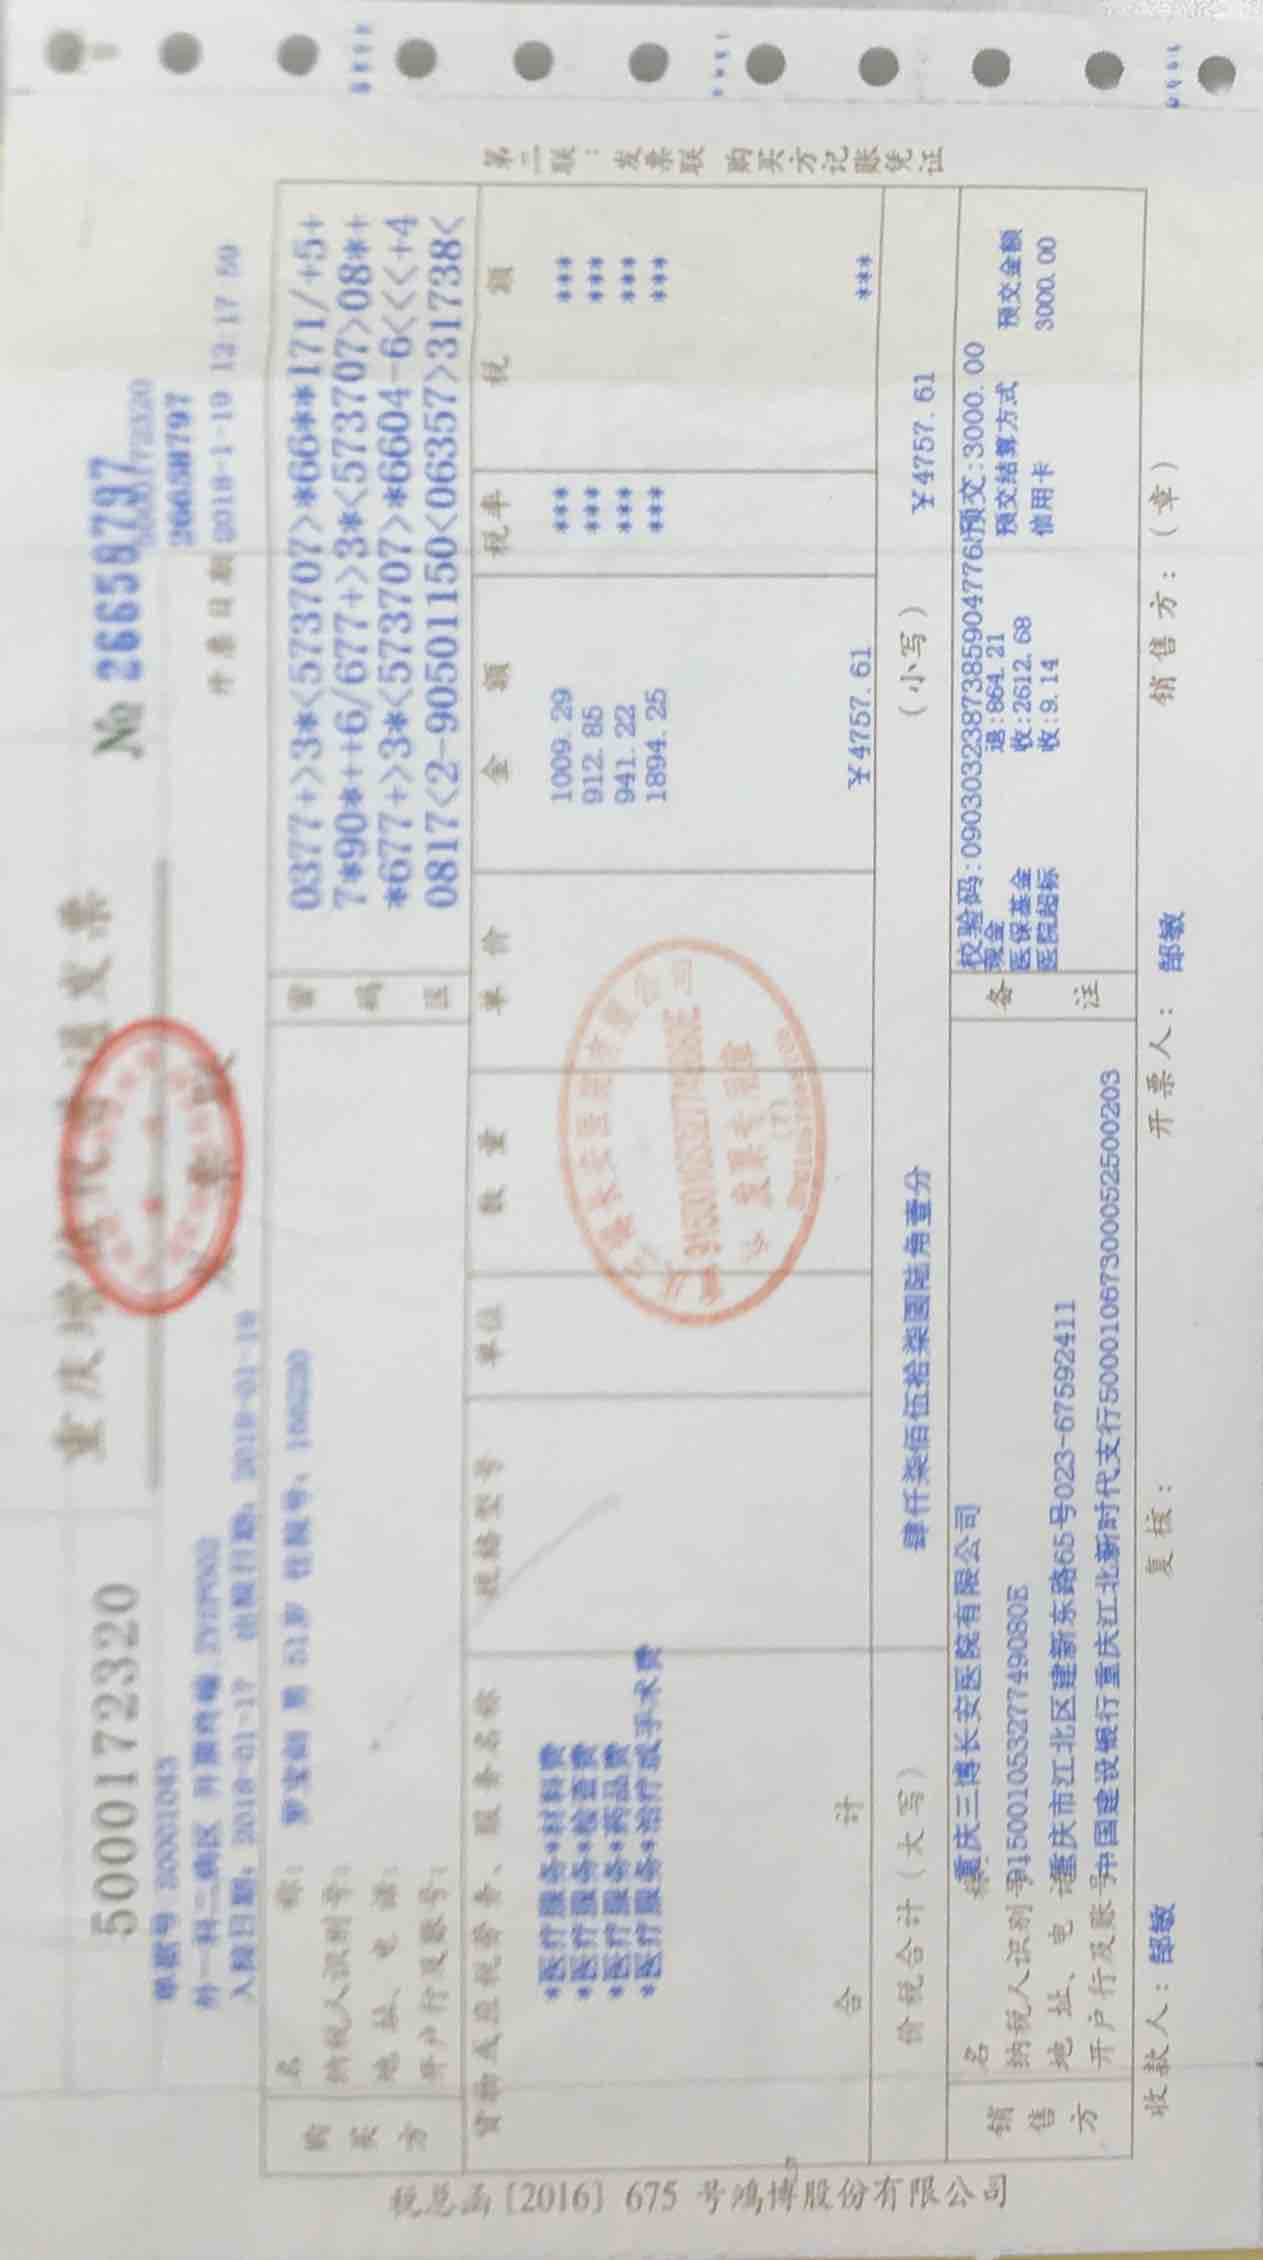 重庆增值税普通发票
5000172320
№ 26658797
5000172320
单据号
26658797
外一科二病区 开票终端
开票日期 2018-1-19 12:17:59
入院日期：2018-01-17 出院日期：
发票联
购买方
名 称： 男 51岁 住院号：
纳税人识别号：
地址、电话：
开户行及账号：
密码区
0377+>3*<573707>*66**171/+5+
7*90*++6/677+>3*<573707>08*+
*677+>3*<573707>*6604-6<<<+4
0817<2-90501150<06357>31738<
货物或应税劳务、服务名称 规格型号 单位 数量 单价 金额 税率 税额
*医疗服务*材料费 1009.29 *** ***
*医疗服务*检查费 912.85 *** ***
*医疗服务*药品费 941.22 *** ***
*医疗服务*治疗或手术费 1894.25 *** ***
重庆三博长安医院有限公司
91500105327749080E
发票专用章
(7)
合计 ￥4757.61 ***
价税合计（大写） 肆仟柒佰伍拾柒圆陆角壹分 （小写） ￥4757.61
销售方
名 称：重庆三博长安医院有限公司
纳税人识别号 91500105327749080E
地址、电话 重庆市江北区建新东路65号023-67592411
开户行及账号 中国建设银行重庆江北新时代支行50001067300052500203
备注
校验码:09030323873859047768 预交:3000.00
现金 退:864.21 预交结算方式 预交金额
医保基金 收:2612.68 信用卡 3000.00
医院超标 收:9.14
收款人：郜敏 复核： 开票人：郜敏 销售方：（章）
税总函〔2016〕675号鸿博股份有限公司
第二联：发票联 购买方记账凭证